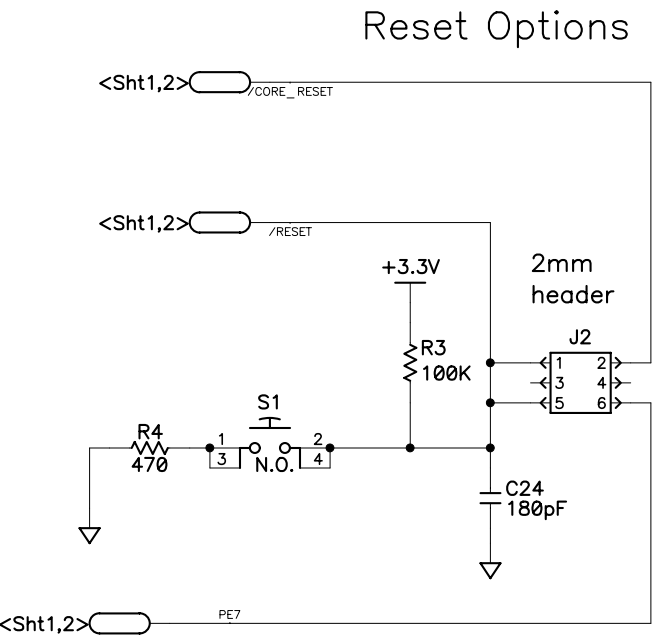 Reset Options
<Sht1,2>
/CORE_RESET
<Sht1,2>
/RESET
+3.3V
2mm
header
J2
R3
100K
1 2
3 4
5 6
S1
R4
470
1 2
3 4
N.O.
C24
180pF
<Sht1,2>
PE7